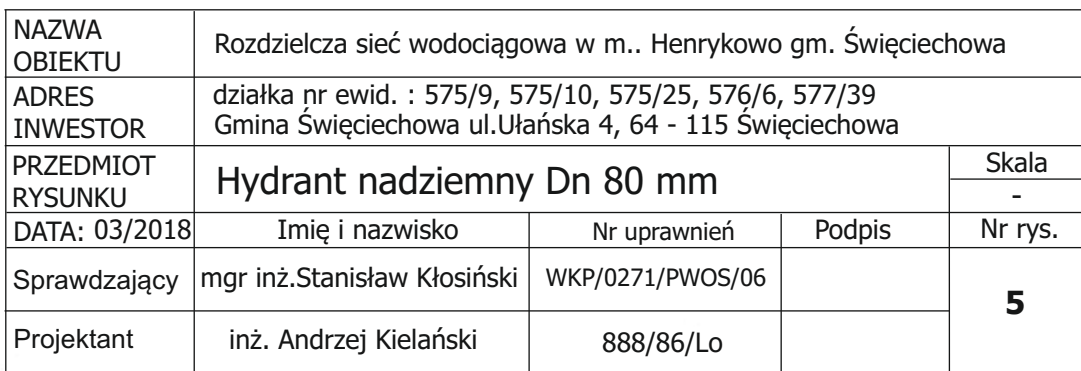 NAZWA
OBIEKTU
Rozdzielcza sieć wodociągowa w m.. Henrykowo gm. Święciechowa
ADRES
INWESTOR
działka nr ewid. : 575/9, 575/10, 575/25, 576/6, 577/39
Gmina Święciechowa ul.Ułańska 4, 64 - 115 Święciechowa
PRZEDMIOT
RYSUNKU
Hydrant nadziemny Dn 80 mm
Skala
-
DATA: 03/2018 Imię i nazwisko Nr uprawnień Podpis Nr rys.
Sprawdzający mgr inż.Stanisław Kłosiński WKP/0271/PWOS/06
5
Projektant inż. Andrzej Kielański 888/86/Lo